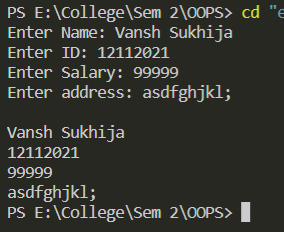 PS E:\College\Sem 2\OOPS> cd "e
Enter Name: Vansh Sukhija
Enter ID: 12112021
Enter Salary: 99999
Enter address: asdfghjkl;
Vansh Sukhija
12112021
99999
asdfghjkl;
PS E:\College\Sem 2\OOPS>